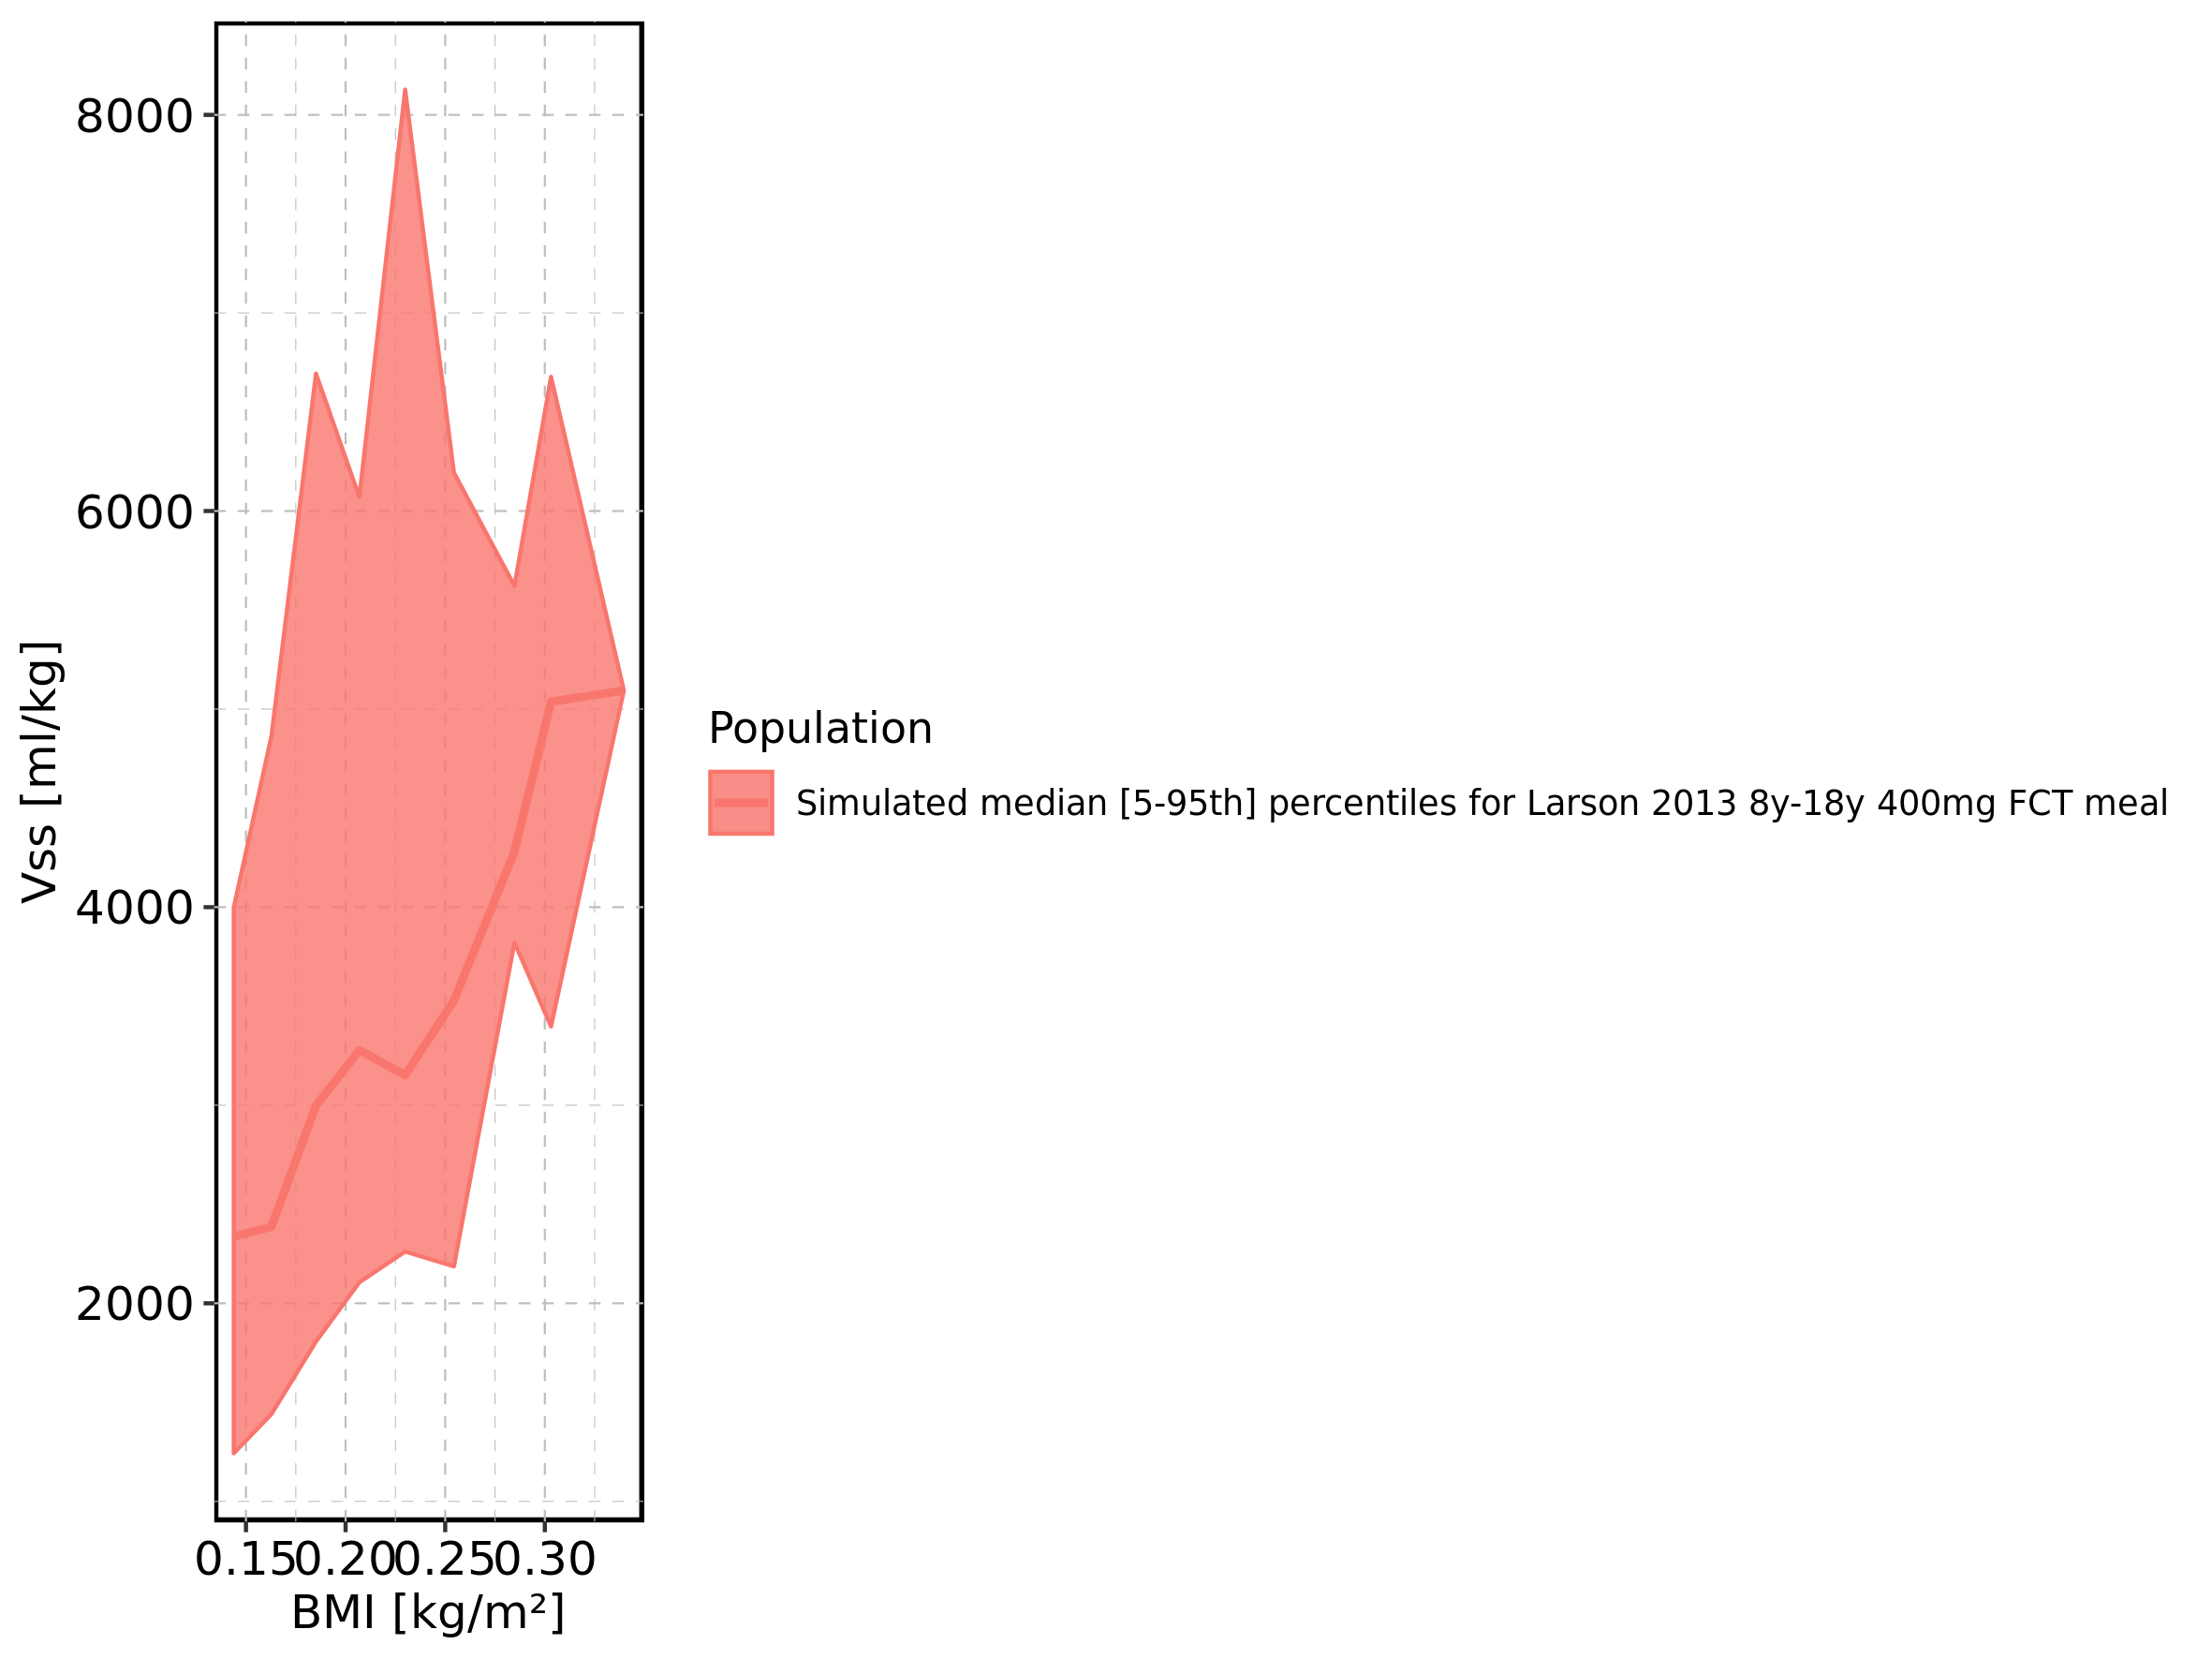 8000
6000
4000
2000
Vss [ml/kg]
0.15
0.20
0.25
0.30
BMI [kg/m²]
Population
Simulated median [5-95th] percentiles for Larson 2013 8y-18y 400mg FCT meal